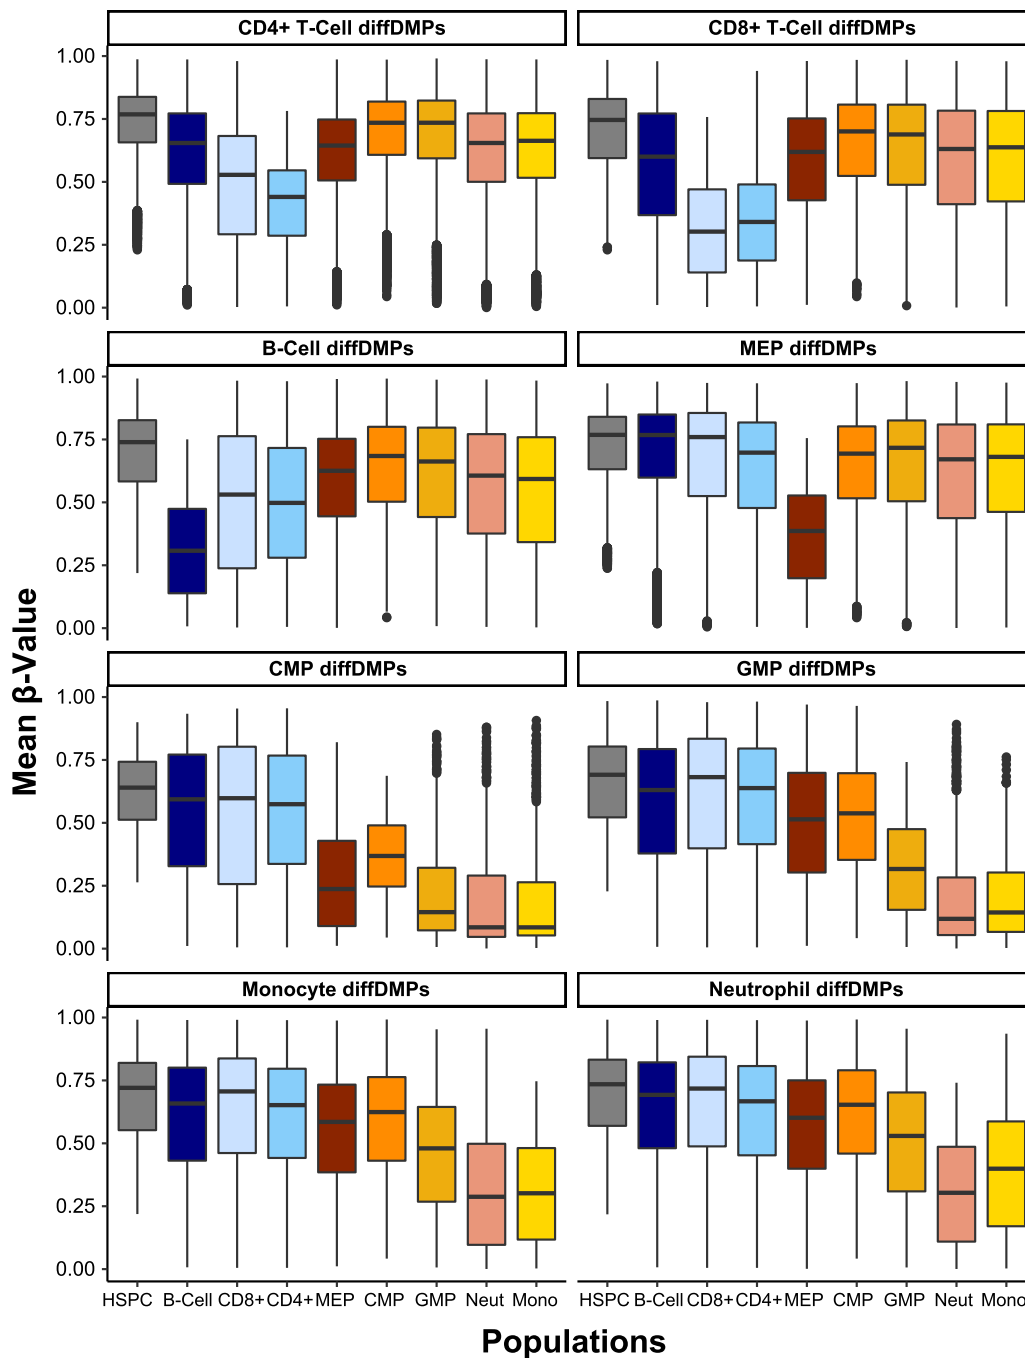 CD4+ T-Cell diffDMPs
CD8+ T-Cell diffDMPs
1.00
0.75
0.50
0.25
0.00
B-Cell diffDMPs
MEP diffDMPs
1.00
0.75
0.50
0.25
0.00
CMP diffDMPs
GMP diffDMPs
1.00
0.75
0.50
0.25
0.00
Monocyte diffDMPs
Neutrophil diffDMPs
1.00
0.75
0.50
0.25
0.00
Mean β-Value
HSPC B-Cell CD8+ CD4+ MEP CMP GMP Neut Mono
HSPC B-Cell CD8+ CD4+ MEP CMP GMP Neut Mono
Populations